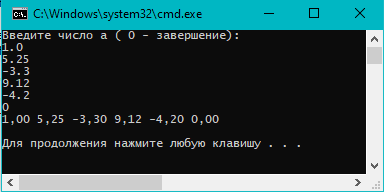 C:\Windows\system32\cmd.exe
Введите число a ( 0 - завершение):
1.0
5.25
-3.3
9.12
-4.2
0
1,00 5,25 -3,30 9,12 -4,20 0,00
Для продолжения нажмите любую клавишу . . .